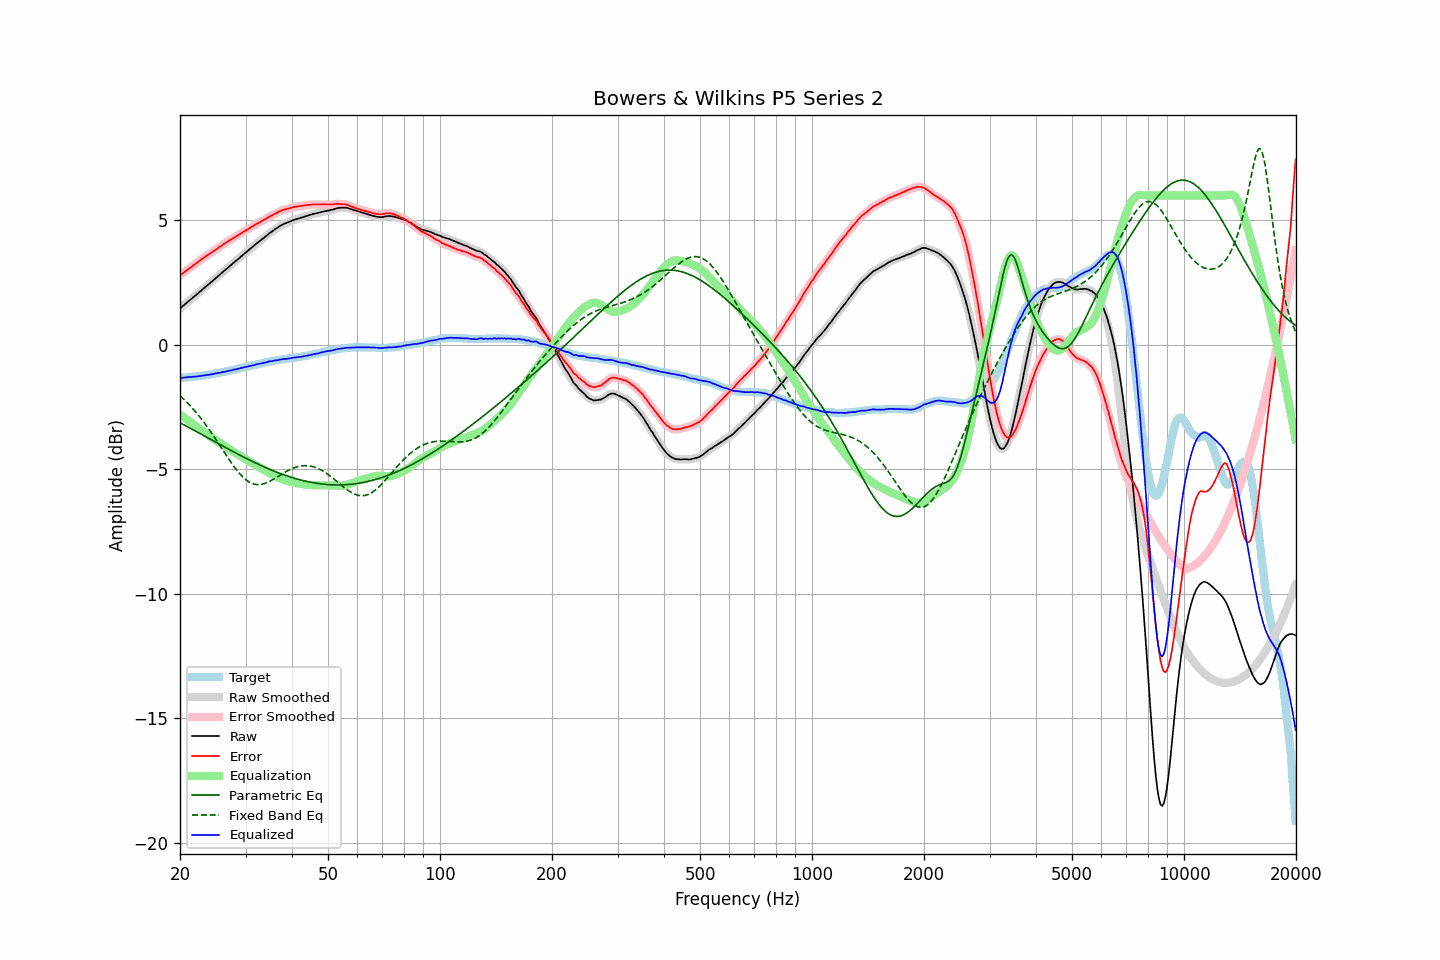 Bowers & Wilkins P5 Series 2
Amplitude (dBr)
5
0
−5
−10
−15
−20
Target
Raw Smoothed
Error Smoothed
Raw
Error
Equalization
Parametric Eq
Fixed Band Eq
Equalized
20 50 100 200 500 1000 2000 5000 10000 20000
Frequency (Hz)